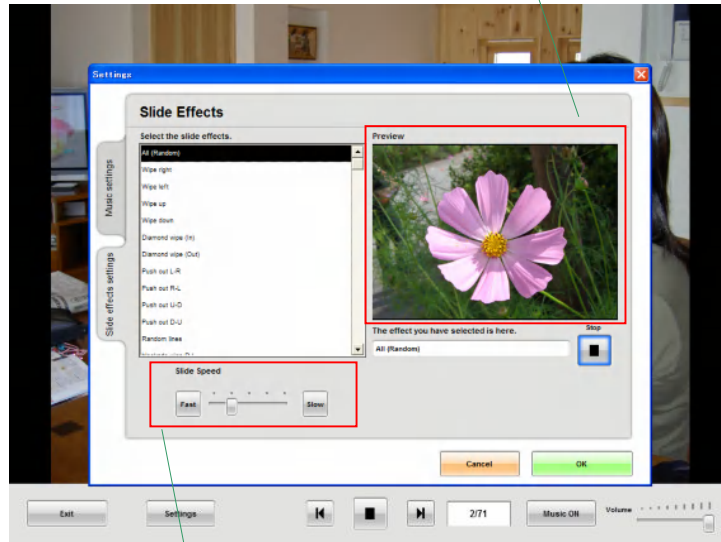 Settings
Slide Effects
Select the slide effects.
Preview
All (Random)
Wipe right
Wipe left
Wipe up
Wipe down
Diamond wipe (In)
Diamond wipe (Out)
Push out L-R
Push out R-L
Push out U-D
Push out D-U
Random lines
Music settings
Slide effects settings
The effect you have selected is here.
Stop
All (Random)
Slide Speed
Fast
Slow
Cancel
OK
Exit
Settings
2/71
Music ON
Volume